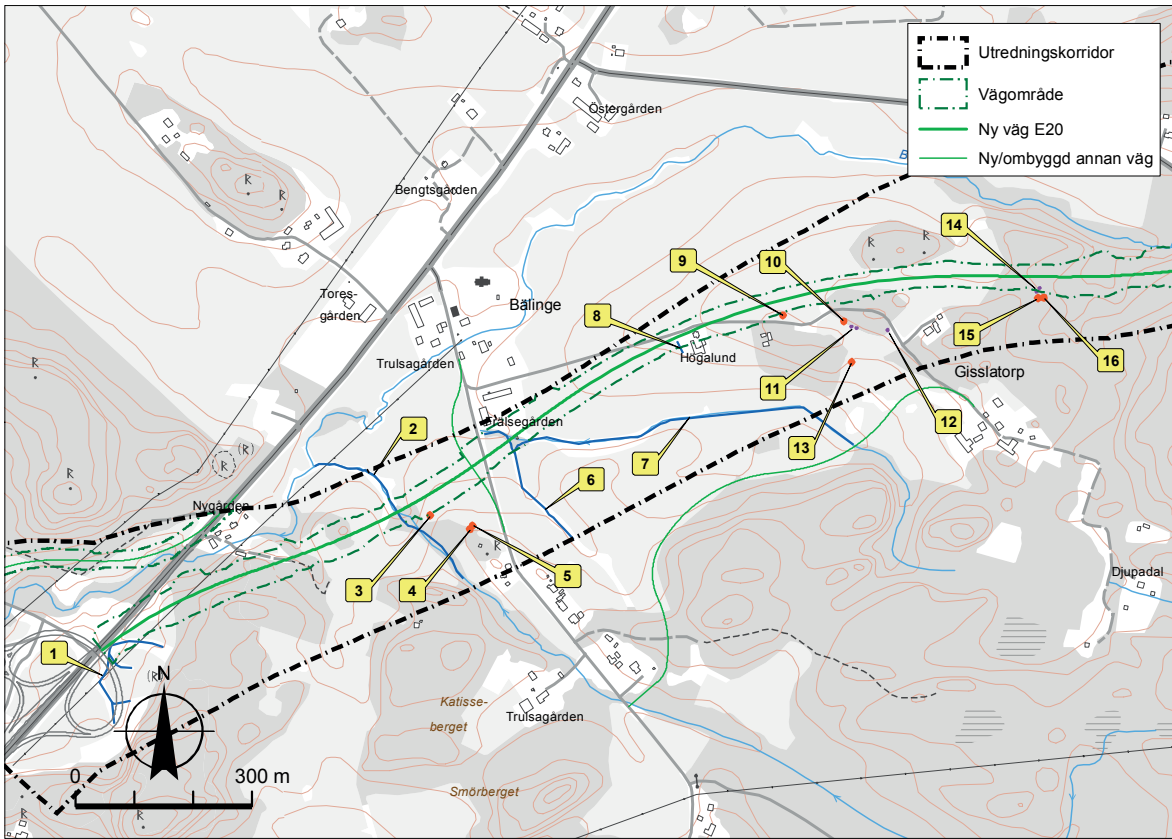 Utredningskorridor
Vägområde
Ny väg E20
Ny/ombyggd annan väg
Östergården
Bengtsgården
B
R
R
R
R
14
9
10
Tores-
gården
Bälinge
8
Högalund
Trulsagården
15
16
11
Gisslatorp
12
R
Frälsegården
2
13
7
(R)
R
R
6
Nygården
3
4
5
Djupadal
1
N
(R)
Katisse-
berget
Trulsagården
0
300 m
Smörberget
R
R